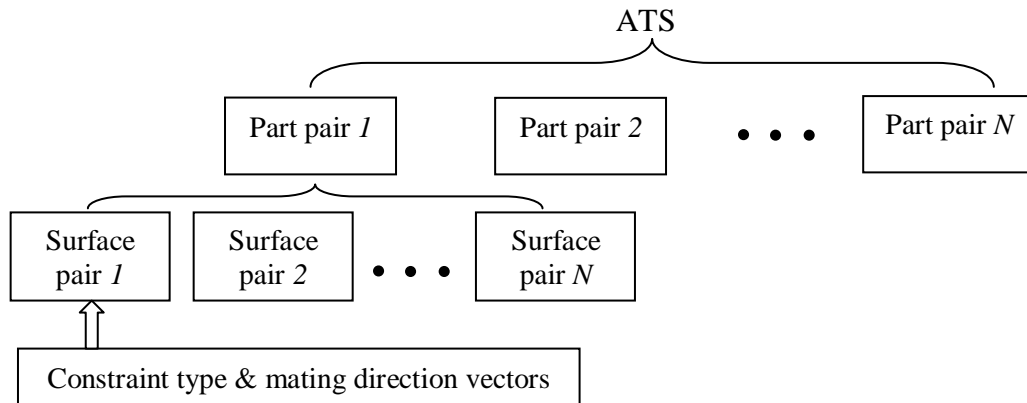 ATS
Part pair 1
Part pair 2
Part pair N
Surface
pair 1
Surface
pair 2
Surface
pair N
Constraint type & mating direction vectors